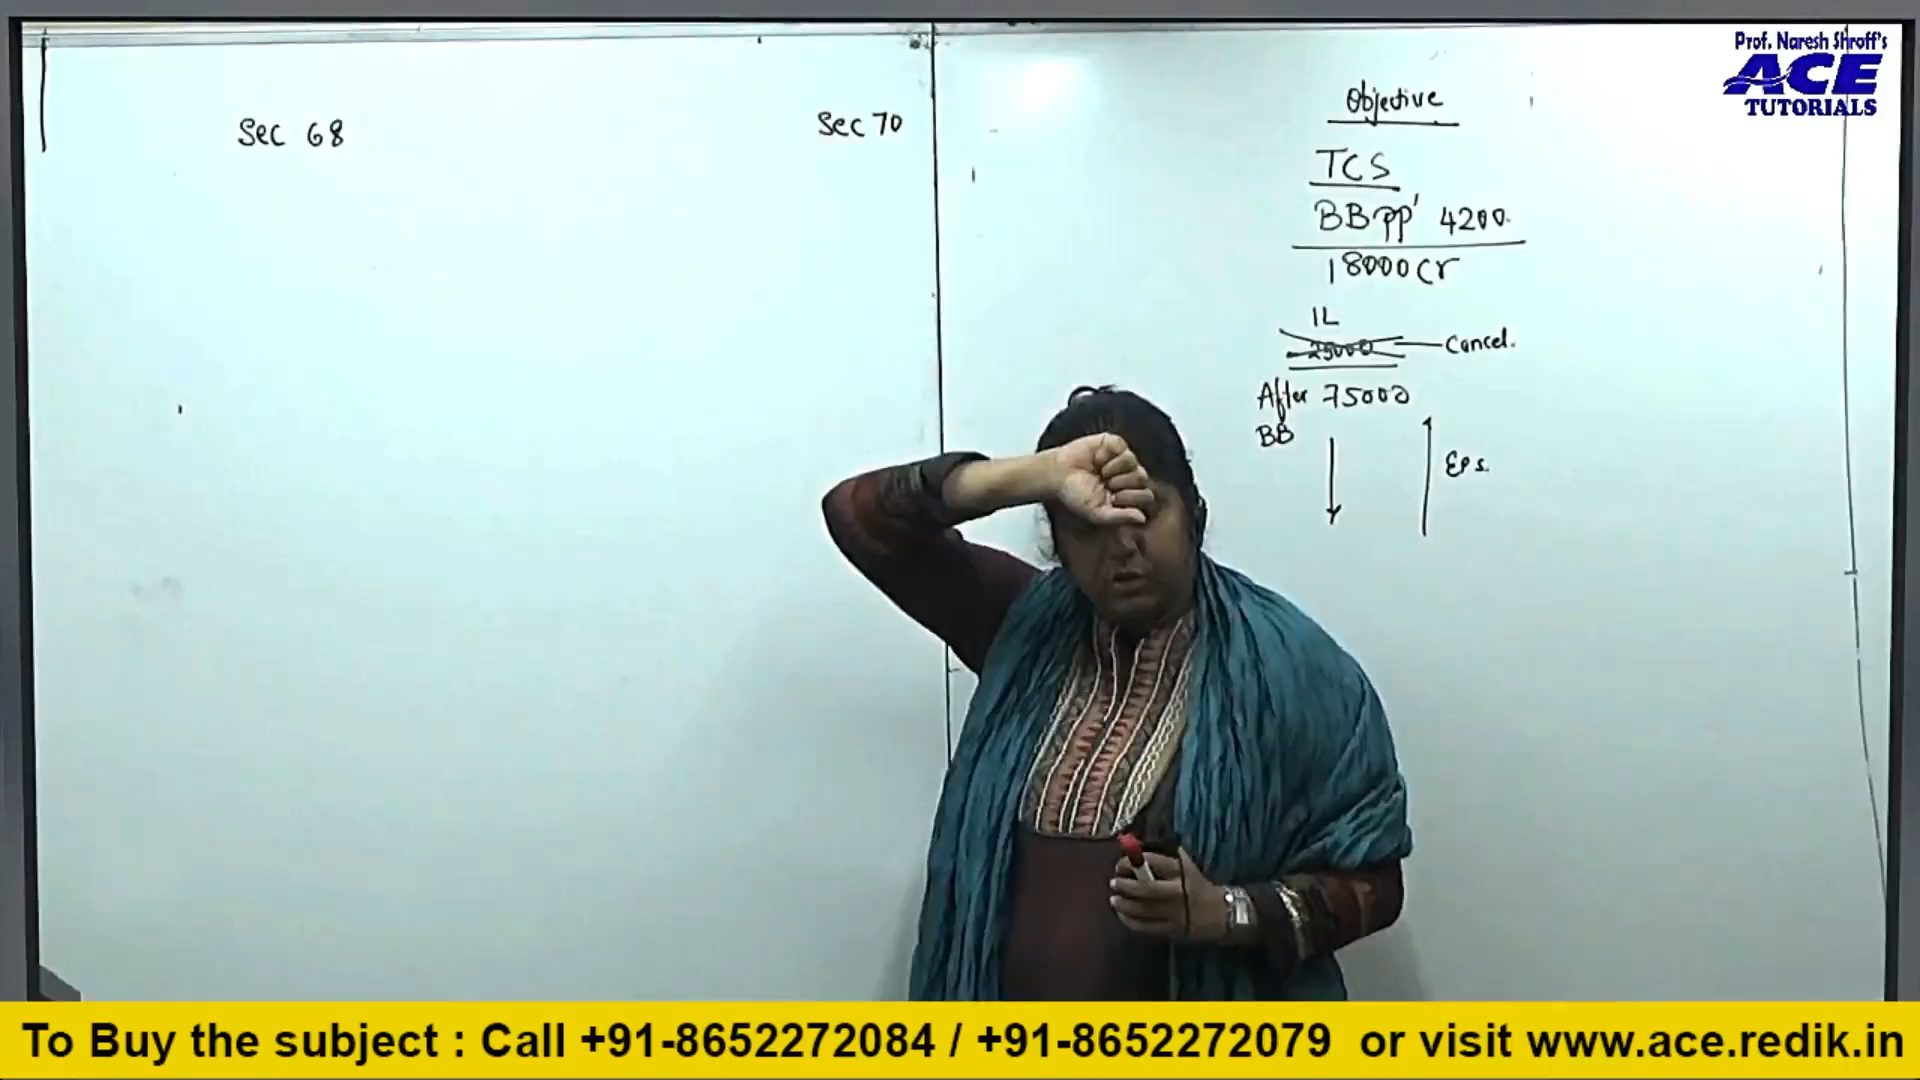 Sec 68
Sec 70
Objective
TCS
BBpp' 4200.
18000 Cr
1L
25000 — Cancel.
After 75000
BB
Eps.
Prof. Naresh Shroff's
ACE
TUTORIALS
To Buy the subject : Call +91-8652272084 / +91-8652272079 or visit www.ace.redik.in